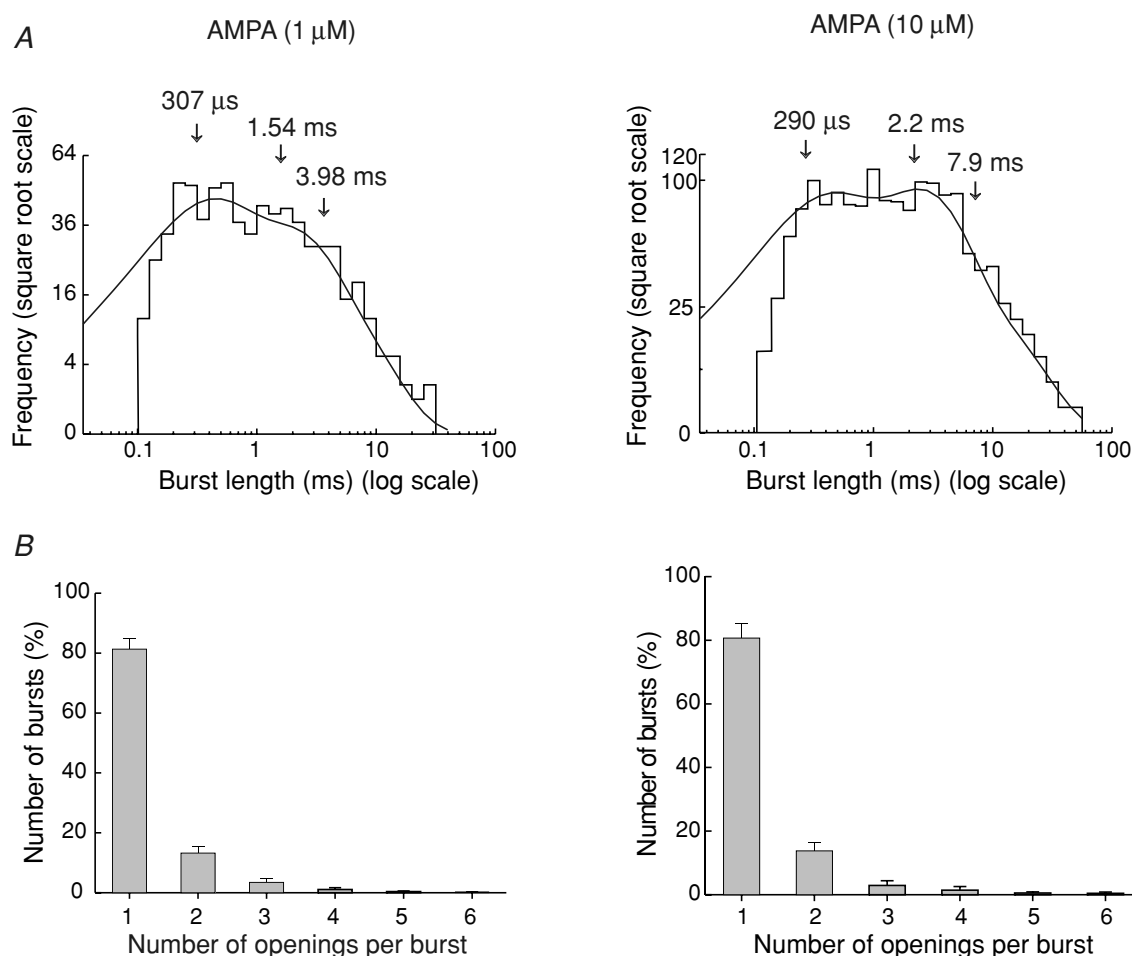 A
AMPA (1 µM)
307 µs
1.54 ms
3.98 ms
Frequency (square root scale)
64
36
16
4
0
0.1
1
10
100
Burst length (ms) (log scale)
AMPA (10 µM)
290 µs
2.2 ms
7.9 ms
Frequency (square root scale)
120
100
25
0
0.1
1
10
100
Burst length (ms) (log scale)
B
Number of bursts (%)
100
80
60
40
20
0
1 2 3 4 5 6
Number of openings per burst
Number of bursts (%)
100
80
60
40
20
0
1 2 3 4 5 6
Number of openings per burst